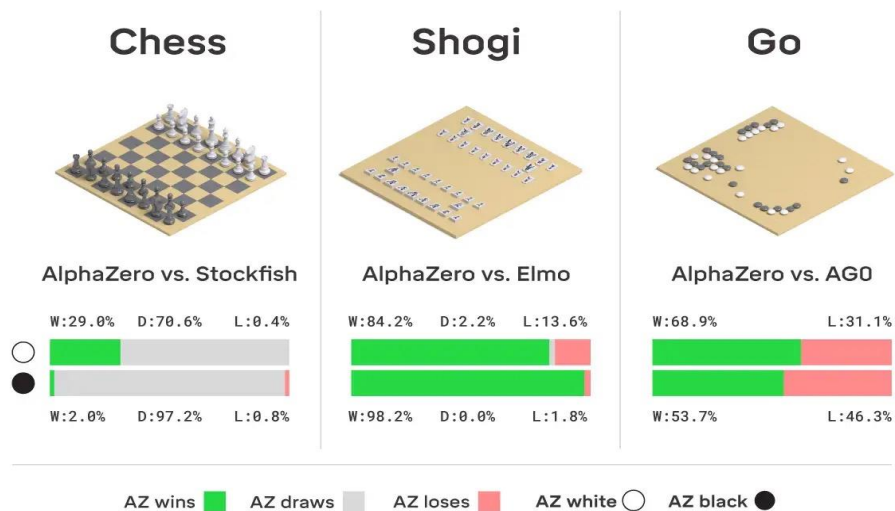 Chess
Shogi
Go
AlphaZero vs. Stockfish
AlphaZero vs. Elmo
AlphaZero vs. AG0
W:29.0% D:70.6% L:0.4%
W:84.2% D:2.2% L:13.6%
W:68.9% L:31.1%
W:2.0% D:97.2% L:0.8%
W:98.2% D:0.0% L:1.8%
W:53.7% L:46.3%
AZ wins AZ draws AZ loses AZ white AZ black